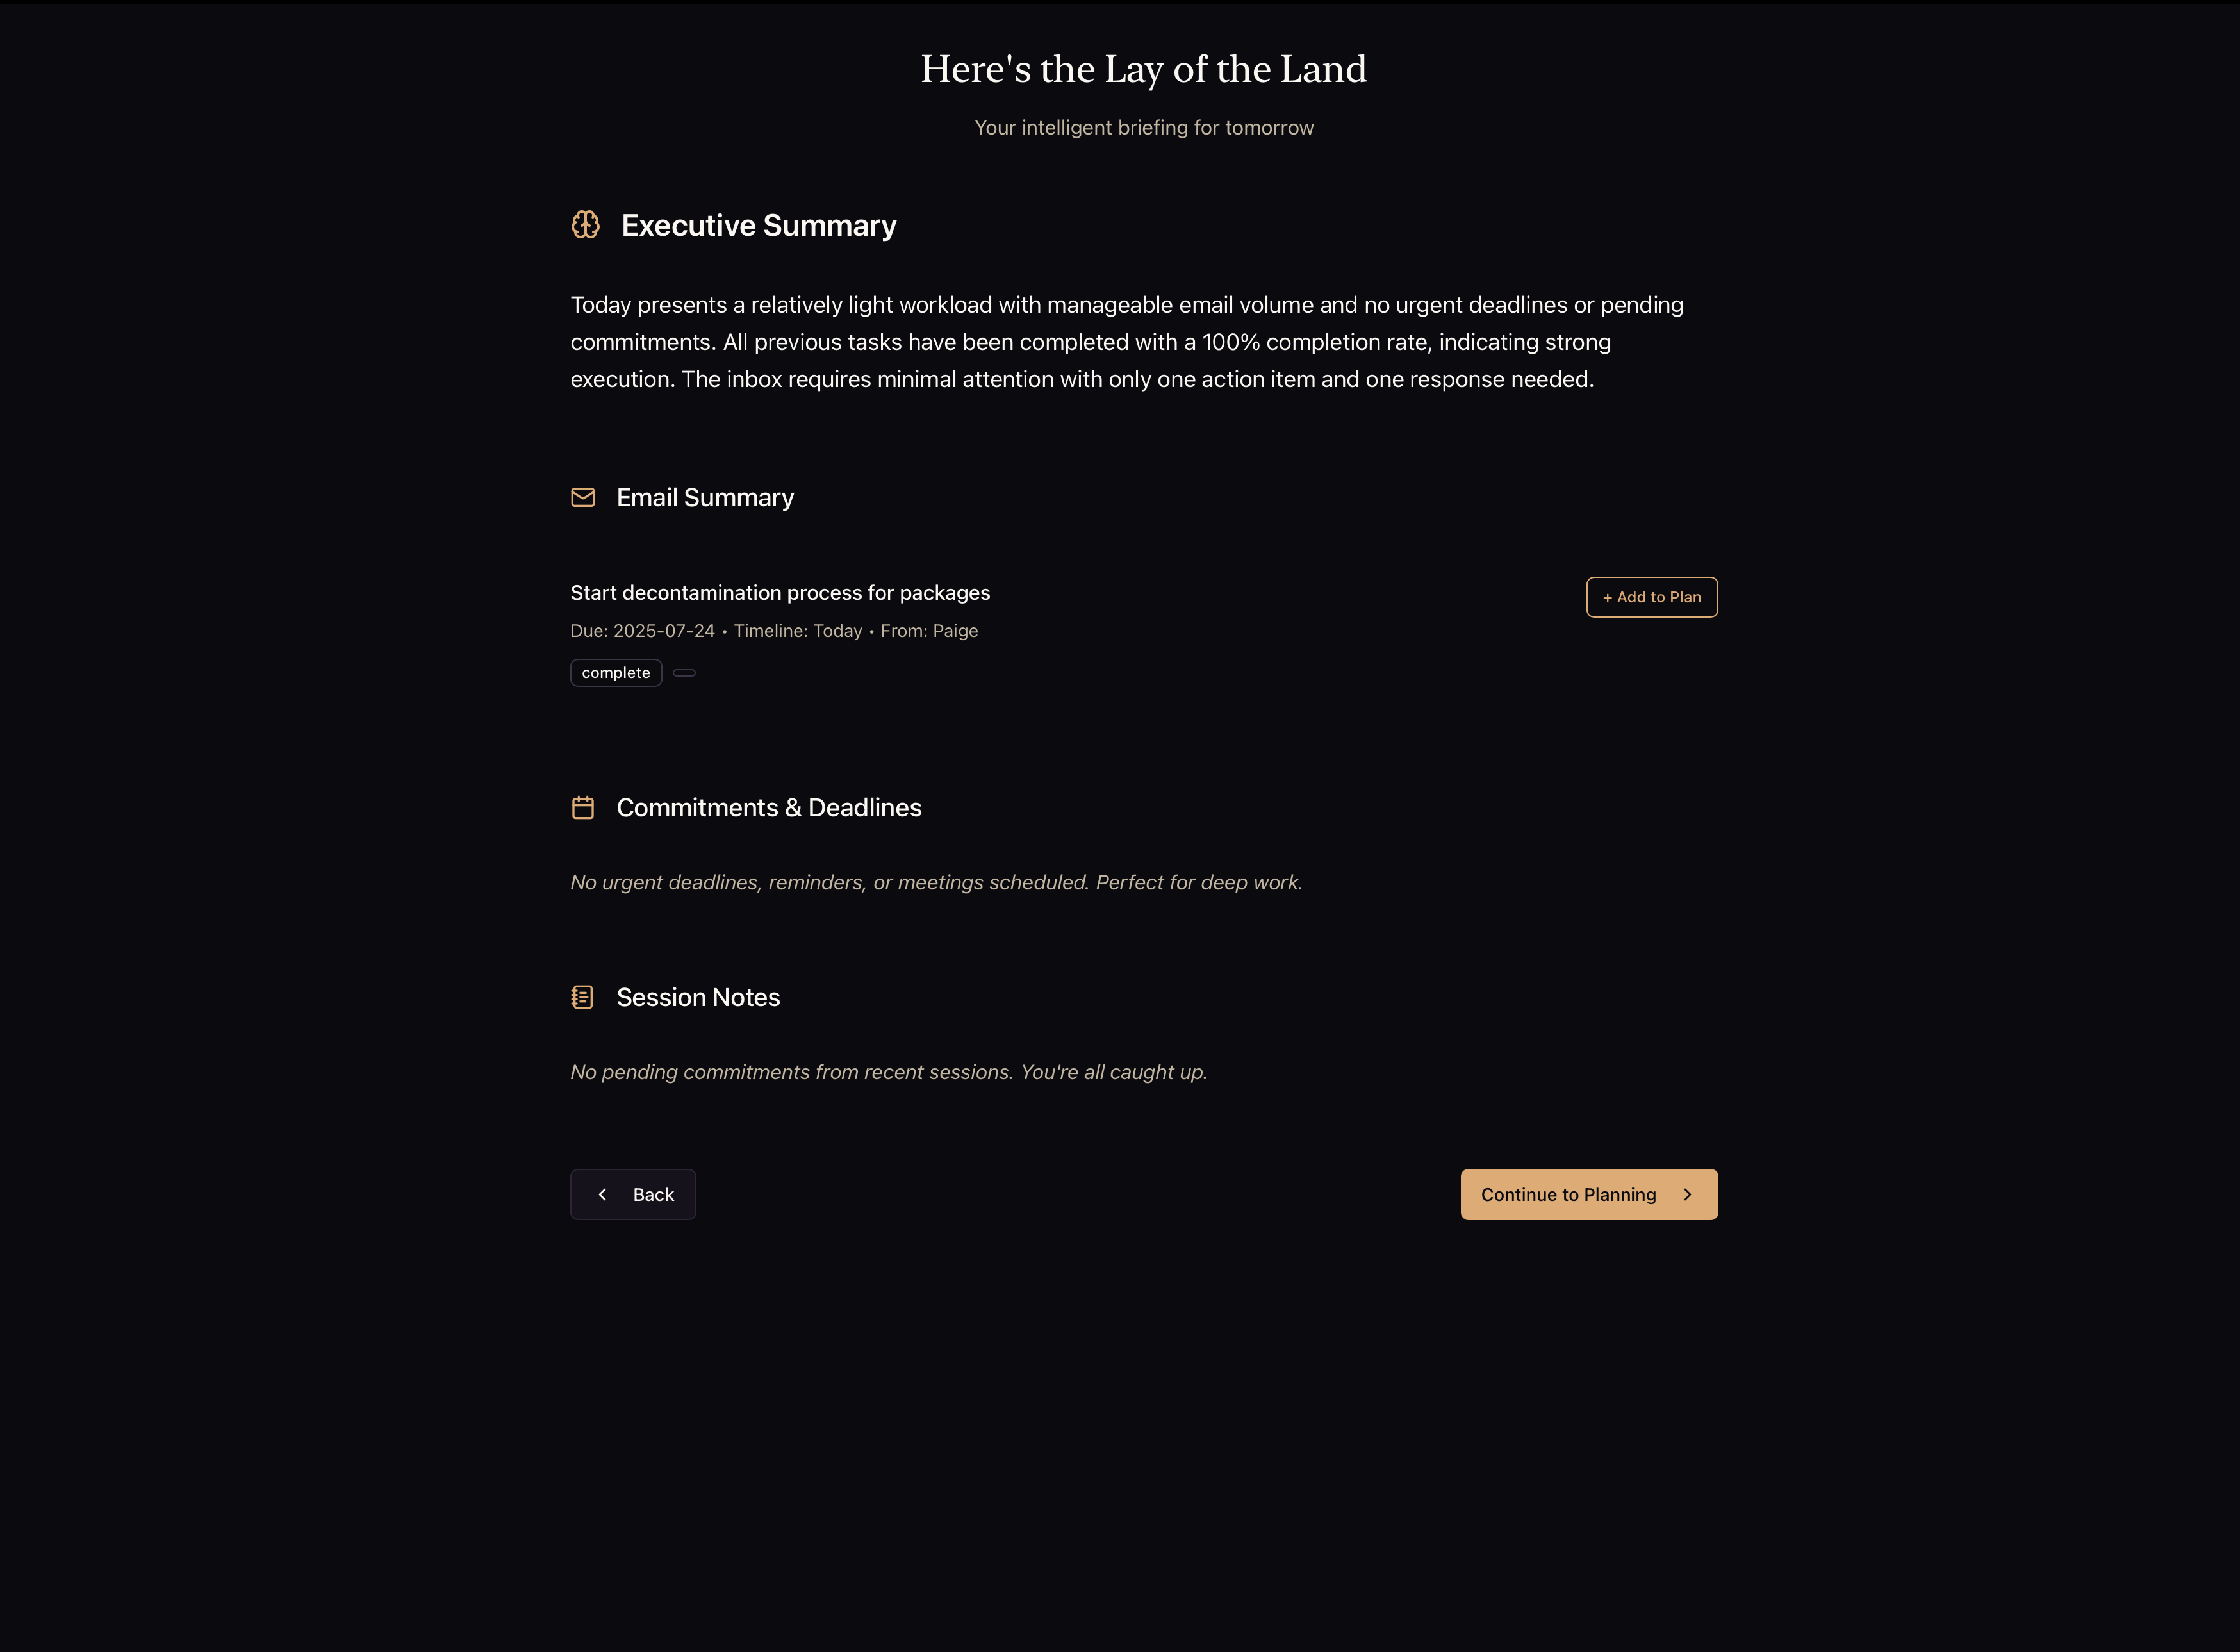 Here's the Lay of the Land
Your intelligent briefing for tomorrow
Executive Summary
Today presents a relatively light workload with manageable email volume and no urgent deadlines or pending
commitments. All previous tasks have been completed with a 100% completion rate, indicating strong
execution. The inbox requires minimal attention with only one action item and one response needed.
Email Summary
Start decontamination process for packages
+ Add to Plan
Due: 2025-07-24 • Timeline: Today • From: Paige
complete
Commitments & Deadlines
No urgent deadlines, reminders, or meetings scheduled. Perfect for deep work.
Session Notes
No pending commitments from recent sessions. You're all caught up.
Back
Continue to Planning